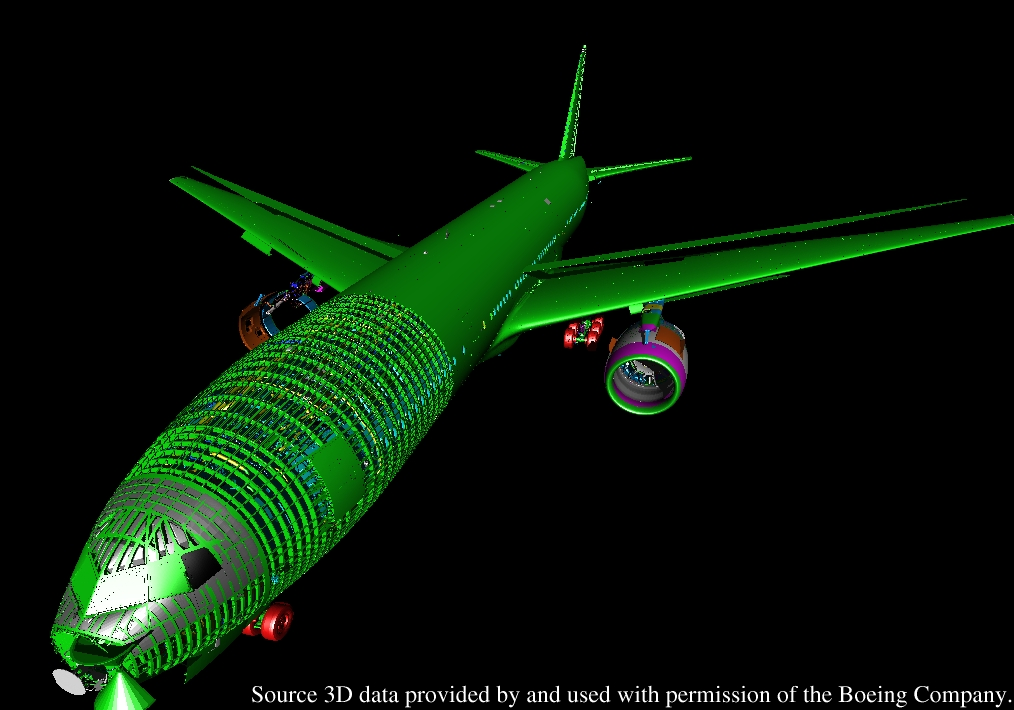 Source 3D data provided by and used with permission of the Boeing Company.